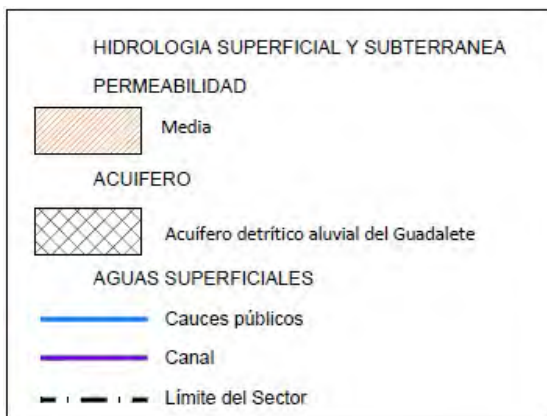 HIDROLOGIA SUPERFICIAL Y SUBTERRANEA
PERMEABILIDAD
Media
ACUIFERO
Acuífero detrítico aluvial del Guadalete
AGUAS SUPERFICIALES
Cauces públicos
Canal
Límite del Sector